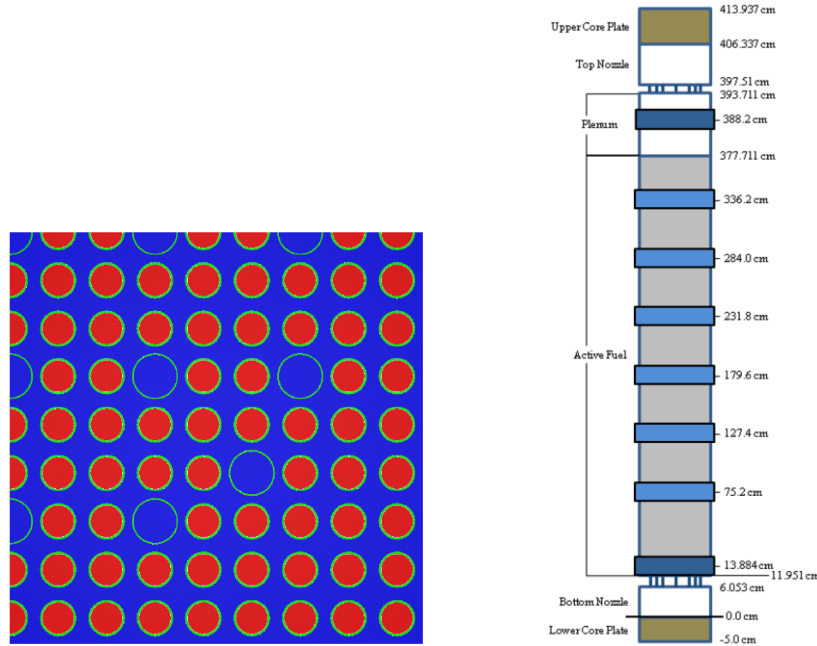 413.937 cm
Upper Core Plate
406.337 cm
Top Nozzle
397.51 cm
393.711 cm
Plenum
388.2 cm
377.711 cm
336.2 cm
284.0 cm
231.8 cm
Active Fuel
179.6 cm
127.4 cm
75.2 cm
13.884 cm
11.951 cm
6.053 cm
Bottom Nozzle
0.0 cm
Lower Core Plate
-5.0 cm